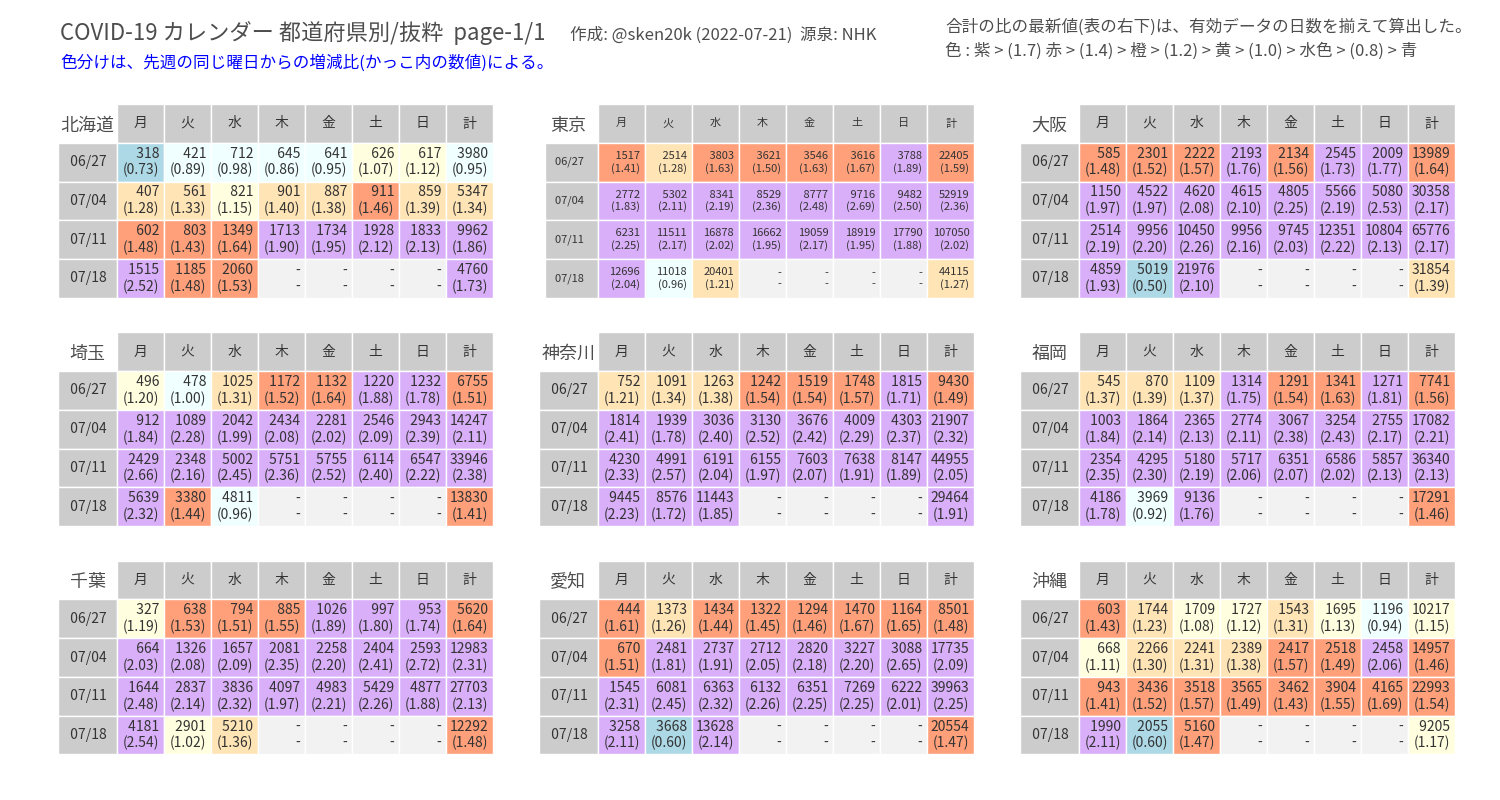 COVID-19 カレンダー 都道府県別/抜粋 page-1/1
作成: @sken20k (2022-07-21) 源泉: NHK
合計の比の最新値(表の右下)は、有効データの日数を揃えて算出した。
色分けは、先週の同じ曜日からの増減比(かっこ内の数値)による。
色 : 紫 > (1.7) 赤 > (1.4) > 橙 > (1.2) > 黄 > (1.0) > 水色 > (0.8) > 青
北海道 月 火 水 木 金 土 日 計
06/27 318 421 712 645 641 626 617 3980
(0.73) (0.89) (0.98) (0.86) (0.95) (1.07) (1.12) (0.95)
07/04 407 561 821 901 887 911 859 5347
(1.28) (1.33) (1.15) (1.40) (1.38) (1.46) (1.39) (1.34)
07/11 602 803 1349 1713 1734 1928 1833 9962
(1.48) (1.43) (1.64) (1.90) (1.95) (2.12) (2.13) (1.86)
07/18 1515 1185 2060 - - - - 4760
(2.52) (1.48) (1.53) - - - - (1.73)
東京 月 火 水 木 金 土 日 計
06/27 1517 2514 3803 3621 3546 3616 3788 22405
(1.41) (1.28) (1.63) (1.50) (1.63) (1.67) (1.89) (1.59)
07/04 2772 5302 8341 8529 8777 9716 9482 52919
(1.83) (2.11) (2.19) (2.36) (2.48) (2.69) (2.50) (2.36)
07/11 6231 11511 16878 16662 19059 18919 17790 107050
(2.25) (2.17) (2.02) (1.95) (2.17) (1.95) (1.88) (2.02)
07/18 12696 11018 20401 - - - - 44115
(2.04) (0.96) (1.21) - - - - (1.27)
大阪 月 火 水 木 金 土 日 計
06/27 585 2301 2222 2193 2134 2545 2009 13989
(1.48) (1.52) (1.57) (1.76) (1.56) (1.73) (1.77) (1.64)
07/04 1150 4522 4620 4615 4805 5566 5080 30358
(1.97) (1.97) (2.08) (2.10) (2.25) (2.19) (2.53) (2.17)
07/11 2514 9956 10450 9956 9745 12351 10804 65776
(2.19) (2.20) (2.26) (2.16) (2.03) (2.22) (2.13) (2.17)
07/18 4859 5019 21976 - - - - 31854
(1.93) (0.50) (2.10) - - - - (1.39)
埼玉 月 火 水 木 金 土 日 計
06/27 496 478 1025 1172 1132 1220 1232 6755
(1.20) (1.00) (1.31) (1.52) (1.64) (1.88) (1.78) (1.51)
07/04 912 1089 2042 2434 2281 2546 2943 14247
(1.84) (2.28) (1.99) (2.08) (2.02) (2.09) (2.39) (2.11)
07/11 2429 2348 5002 5751 5755 6114 6547 33946
(2.66) (2.16) (2.45) (2.36) (2.52) (2.40) (2.22) (2.38)
07/18 5639 3380 4811 - - - - 13830
(2.32) (1.44) (0.96) - - - - (1.41)
神奈川 月 火 水 木 金 土 日 計
06/27 752 1091 1263 1242 1519 1748 1815 9430
(1.21) (1.34) (1.38) (1.54) (1.54) (1.57) (1.71) (1.49)
07/04 1814 1939 3036 3130 3676 4009 4303 21907
(2.41) (1.78) (2.40) (2.52) (2.42) (2.29) (2.37) (2.32)
07/11 4230 4991 6191 6155 7603 7638 8147 44955
(2.33) (2.57) (2.04) (1.97) (2.07) (1.91) (1.89) (2.05)
07/18 9445 8576 11443 - - - - 29464
(2.23) (1.72) (1.85) - - - - (1.91)
福岡 月 火 水 木 金 土 日 計
06/27 545 870 1109 1314 1291 1341 1271 7741
(1.37) (1.39) (1.37) (1.75) (1.54) (1.63) (1.81) (1.56)
07/04 1003 1864 2365 2774 3067 3254 2755 17082
(1.84) (2.14) (2.13) (2.11) (2.38) (2.43) (2.17) (2.21)
07/11 2354 4295 5180 5717 6351 6586 5857 36340
(2.35) (2.30) (2.19) (2.06) (2.07) (2.02) (2.13) (2.13)
07/18 4186 3969 9136 - - - - 17291
(1.78) (0.92) (1.76) - - - - (1.46)
千葉 月 火 水 木 金 土 日 計
06/27 327 638 794 885 1026 997 953 5620
(1.19) (1.53) (1.51) (1.55) (1.89) (1.80) (1.74) (1.64)
07/04 664 1326 1657 2081 2258 2404 2593 12983
(2.03) (2.08) (2.09) (2.35) (2.20) (2.41) (2.72) (2.31)
07/11 1644 2837 3836 4097 4983 5429 4877 27703
(2.48) (2.14) (2.32) (1.97) (2.21) (2.26) (1.88) (2.13)
07/18 4181 2901 5210 - - - - 12292
(2.54) (1.02) (1.36) - - - - (1.48)
愛知 月 火 水 木 金 土 日 計
06/27 444 1373 1434 1322 1294 1470 1164 8501
(1.61) (1.26) (1.44) (1.45) (1.46) (1.67) (1.65) (1.48)
07/04 670 2481 2737 2712 2820 3227 3088 17735
(1.51) (1.81) (1.91) (2.05) (2.18) (2.20) (2.65) (2.09)
07/11 1545 6081 6363 6132 6351 7269 6222 39963
(2.31) (2.45) (2.32) (2.26) (2.25) (2.25) (2.01) (2.25)
07/18 3258 3668 13628 - - - - 20554
(2.11) (0.60) (2.14) - - - - (1.47)
沖縄 月 火 水 木 金 土 日 計
06/27 603 1744 1709 1727 1543 1695 1196 10217
(1.43) (1.23) (1.08) (1.12) (1.31) (1.13) (0.94) (1.15)
07/04 668 2266 2241 2389 2417 2518 2458 14957
(1.11) (1.30) (1.31) (1.38) (1.57) (1.49) (2.06) (1.46)
07/11 943 3436 3518 3565 3462 3904 4165 22993
(1.41) (1.52) (1.57) (1.49) (1.43) (1.55) (1.69) (1.54)
07/18 1990 2055 5160 - - - - 9205
(2.11) (0.60) (1.47) - - - - (1.17)